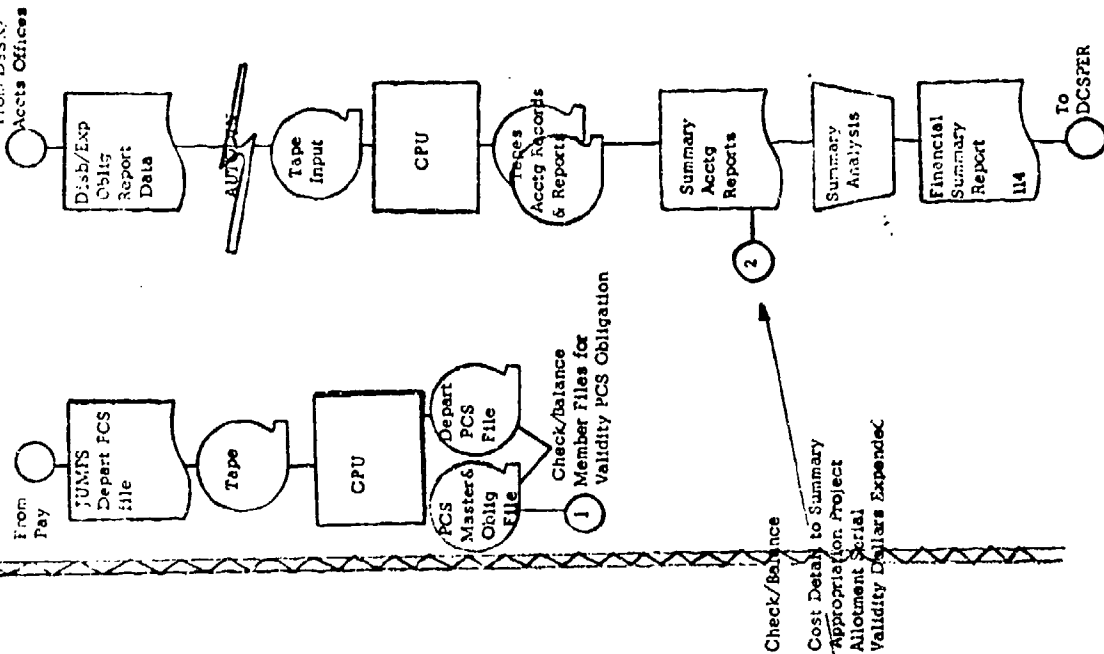 Accts Offices
Disb/Exp
Oblig
Report
Data
Tape
Input
CPU
Tapes
Acctg Records
& Reports
Summary
Acctg
Reports
2
Summary
Analysis
Financial
Summary
Report
114
To
DCSPER
From
Pay
JUMPS
Depart PCS
file
Tape
CPU
PCS
Master &
Oblig
File
Depart
PCS
File
1
Check/Balance
Member Files for
Validity PCS Obligation
Check/Balance
Cost Detail to Summary
Appropriation Project
Allotment Serial
Validity Dollars Expended